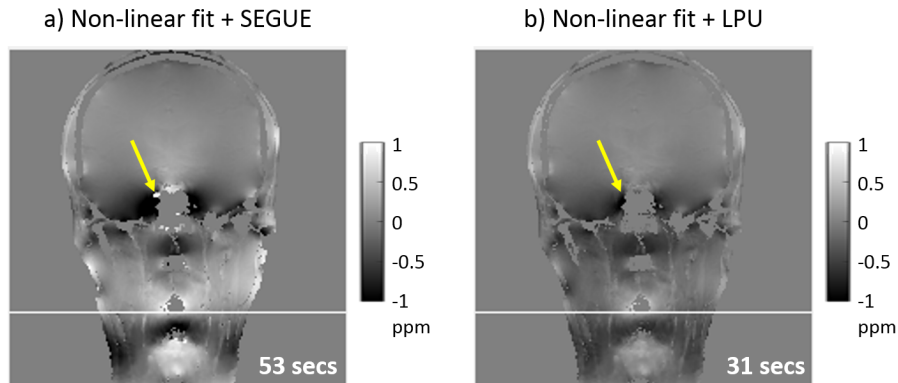 a) Non-linear fit + SEGUE
1
0.5
0
-0.5
-1
ppm
53 secs
b) Non-linear fit + LPU
1
0.5
0
-0.5
-1
ppm
31 secs